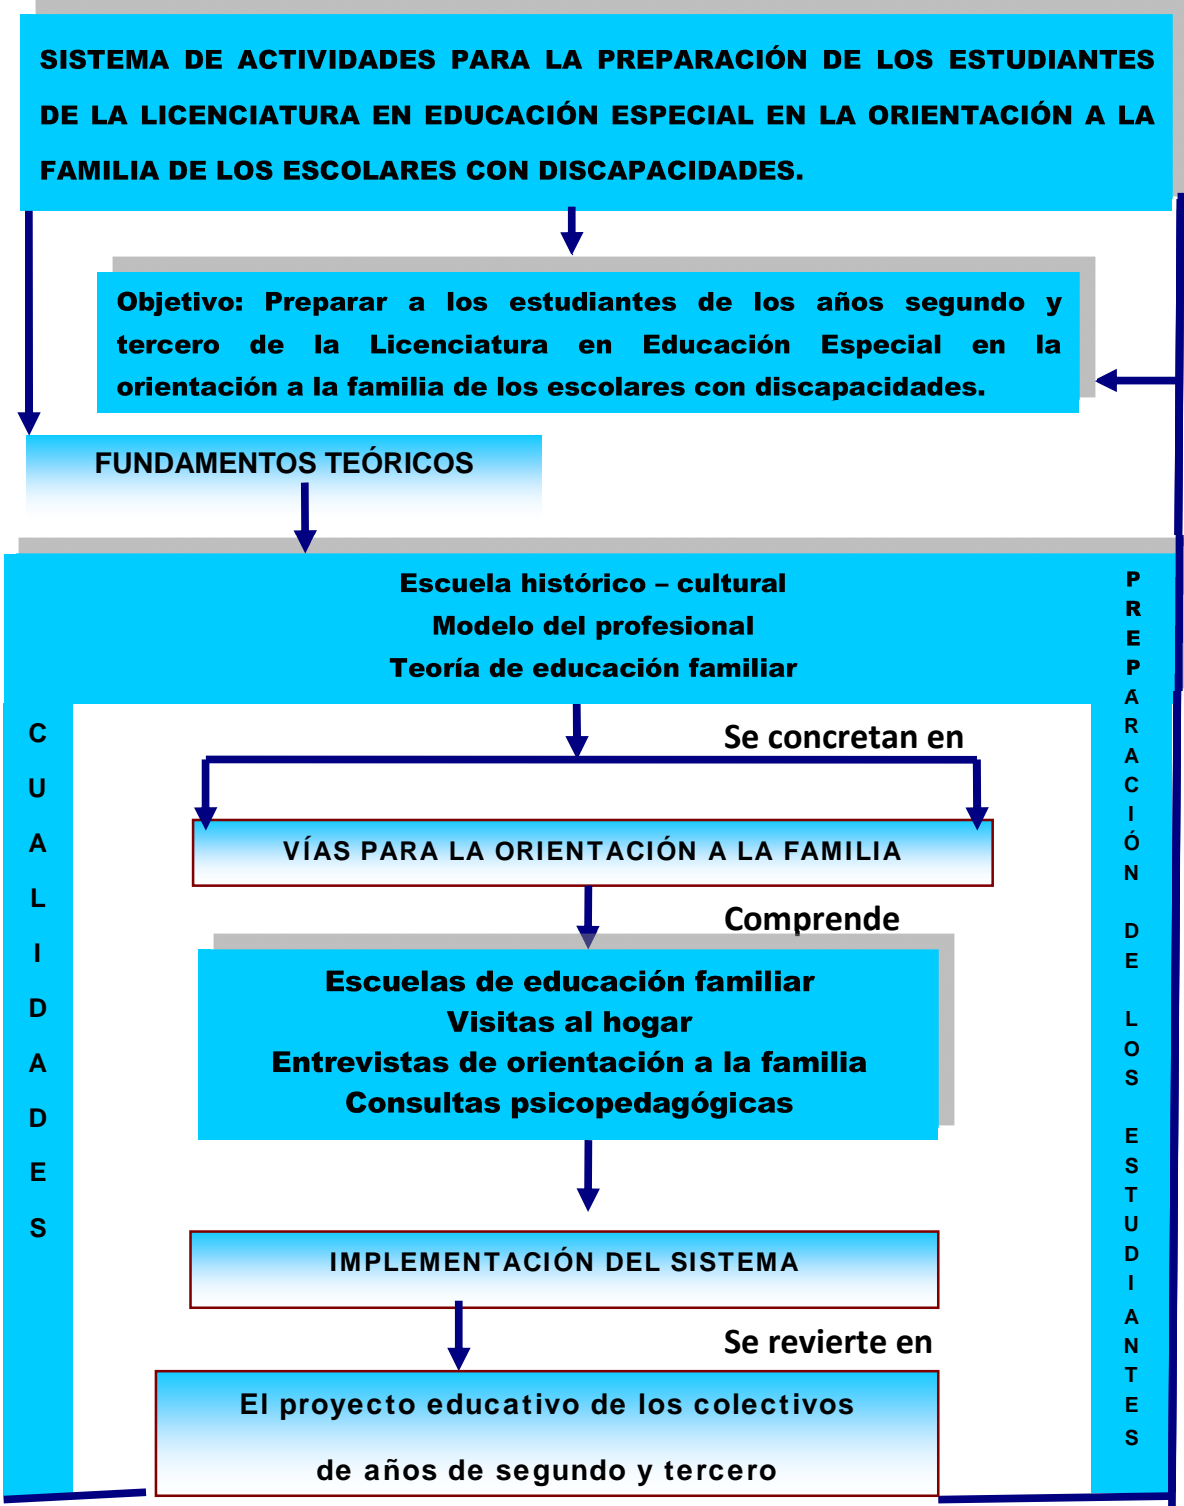 SISTEMA DE ACTIVIDADES PARA LA PREPARACIÓN DE LOS ESTUDIANTES
DE LA LICENCIATURA EN EDUCACIÓN ESPECIAL EN LA ORIENTACIÓN A LA
FAMILIA DE LOS ESCOLARES CON DISCAPACIDADES.
Objetivo: Preparar a los estudiantes de los años segundo y
tercero de la Licenciatura en Educación Especial en la
orientación a la familia de los escolares con discapacidades.
FUNDAMENTOS TEÓRICOS
Escuela histórico – cultural
Modelo del profesional
Teoría de educación familiar
CUALIDADES
Se concretan en
VÍAS PARA LA ORIENTACIÓN A LA FAMILIA
Comprende
Escuelas de educación familiar
Visitas al hogar
Entrevistas de orientación a la familia
Consultas psicopedagógicas
IMPLEMENTACIÓN DEL SISTEMA
Se revierte en
El proyecto educativo de los colectivos
de años de segundo y tercero
PREPARACIÓN DE LOS ESTUDIANTES